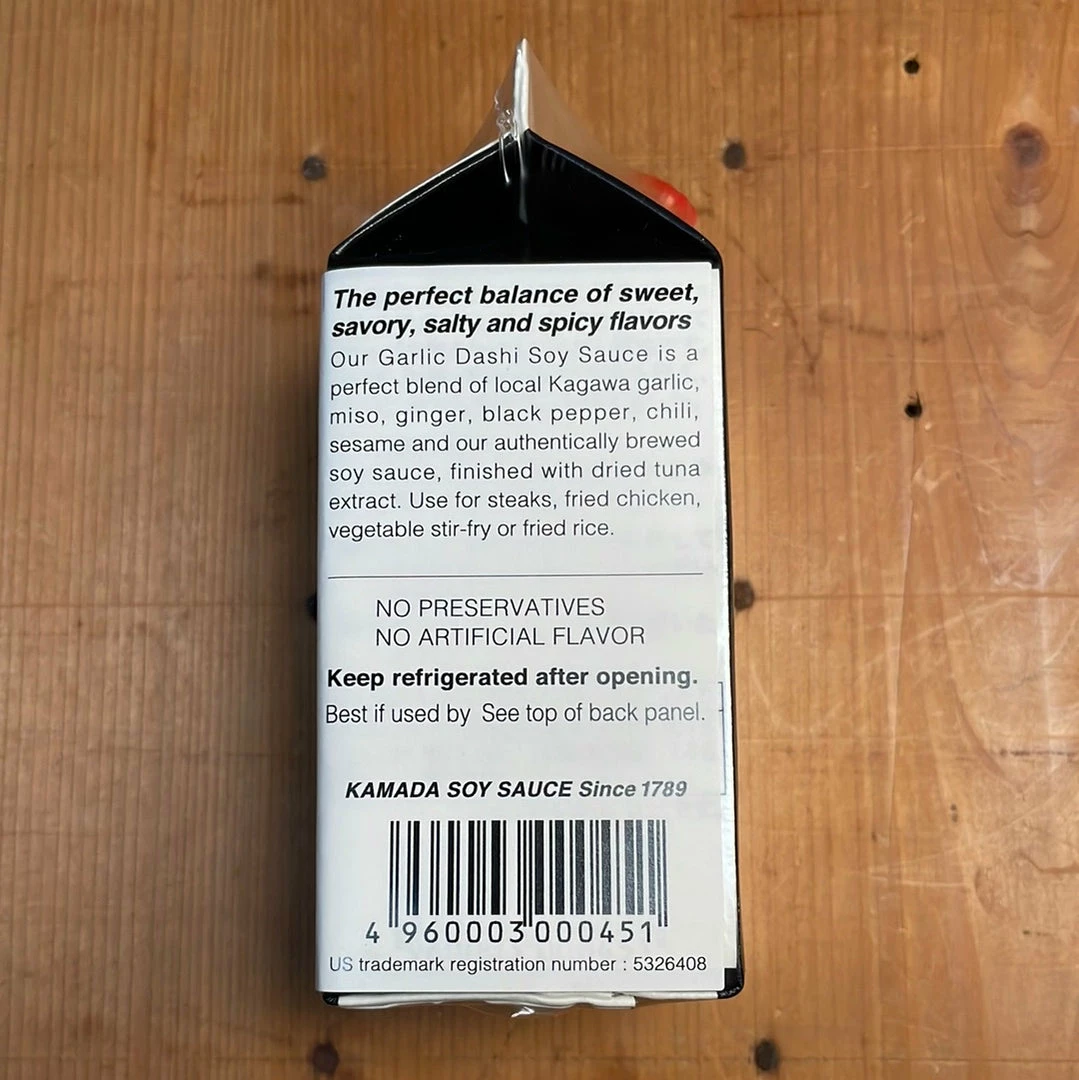 The perfect balance of sweet,
savory, salty and spicy flavors
Our Garlic Dashi Soy Sauce is a
perfect blend of local Kagawa garlic,
miso, ginger, black pepper, chili,
sesame and our authentically brewed
soy sauce, finished with dried tuna
extract. Use for steaks, fried chicken,
vegetable stir-fry or fried rice.
NO PRESERVATIVES
NO ARTIFICIAL FLAVOR
Keep refrigerated after opening.
Best if used by See top of back panel.
KAMADA SOY SAUCE Since 1789
4 960003 000451
US trademark registration number : 5326408